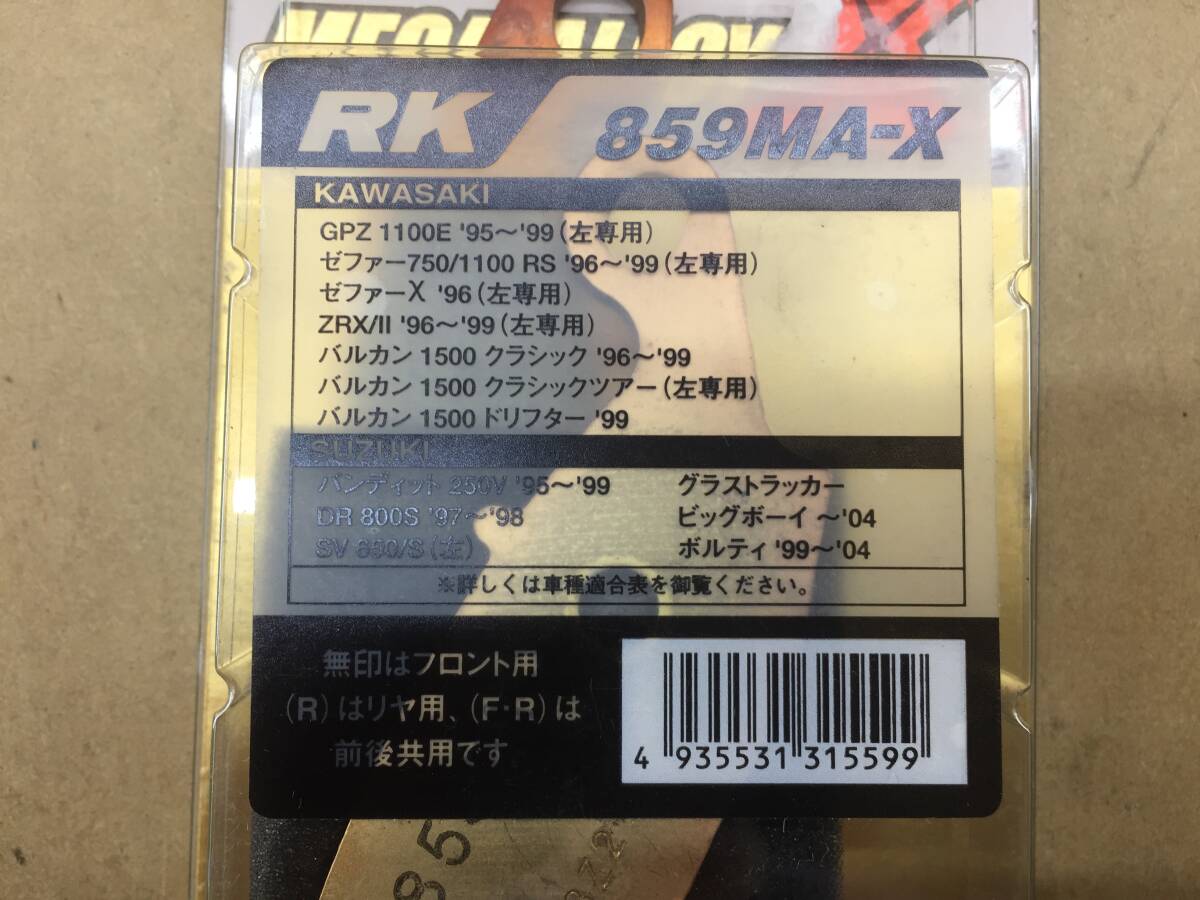 MEGA ALLOY X
RK 859MA-X
KAWASAKI
GPZ 1100E '95〜'99 (左専用)
ゼファー750/1100 RS '96〜'99 (左専用)
ゼファーX '96 (左専用)
ZRX/II '96〜'99 (左専用)
バルカン 1500 クラシック '96〜'99
バルカン 1500 クラシックツアー (左専用)
バルカン 1500 ドリフター '99
SUZUKI
バンディット 250V '95〜'99
DR 800S '97〜'98
SV 650/S (左)
グラストラッカー
ビッグボーイ 〜'04
ボルティ '99〜'04
※詳しくは車種適合表を御覧ください。
無印はフロント用
(R)はリヤ用、(F・R)は
前後共用です
4 935531 315599